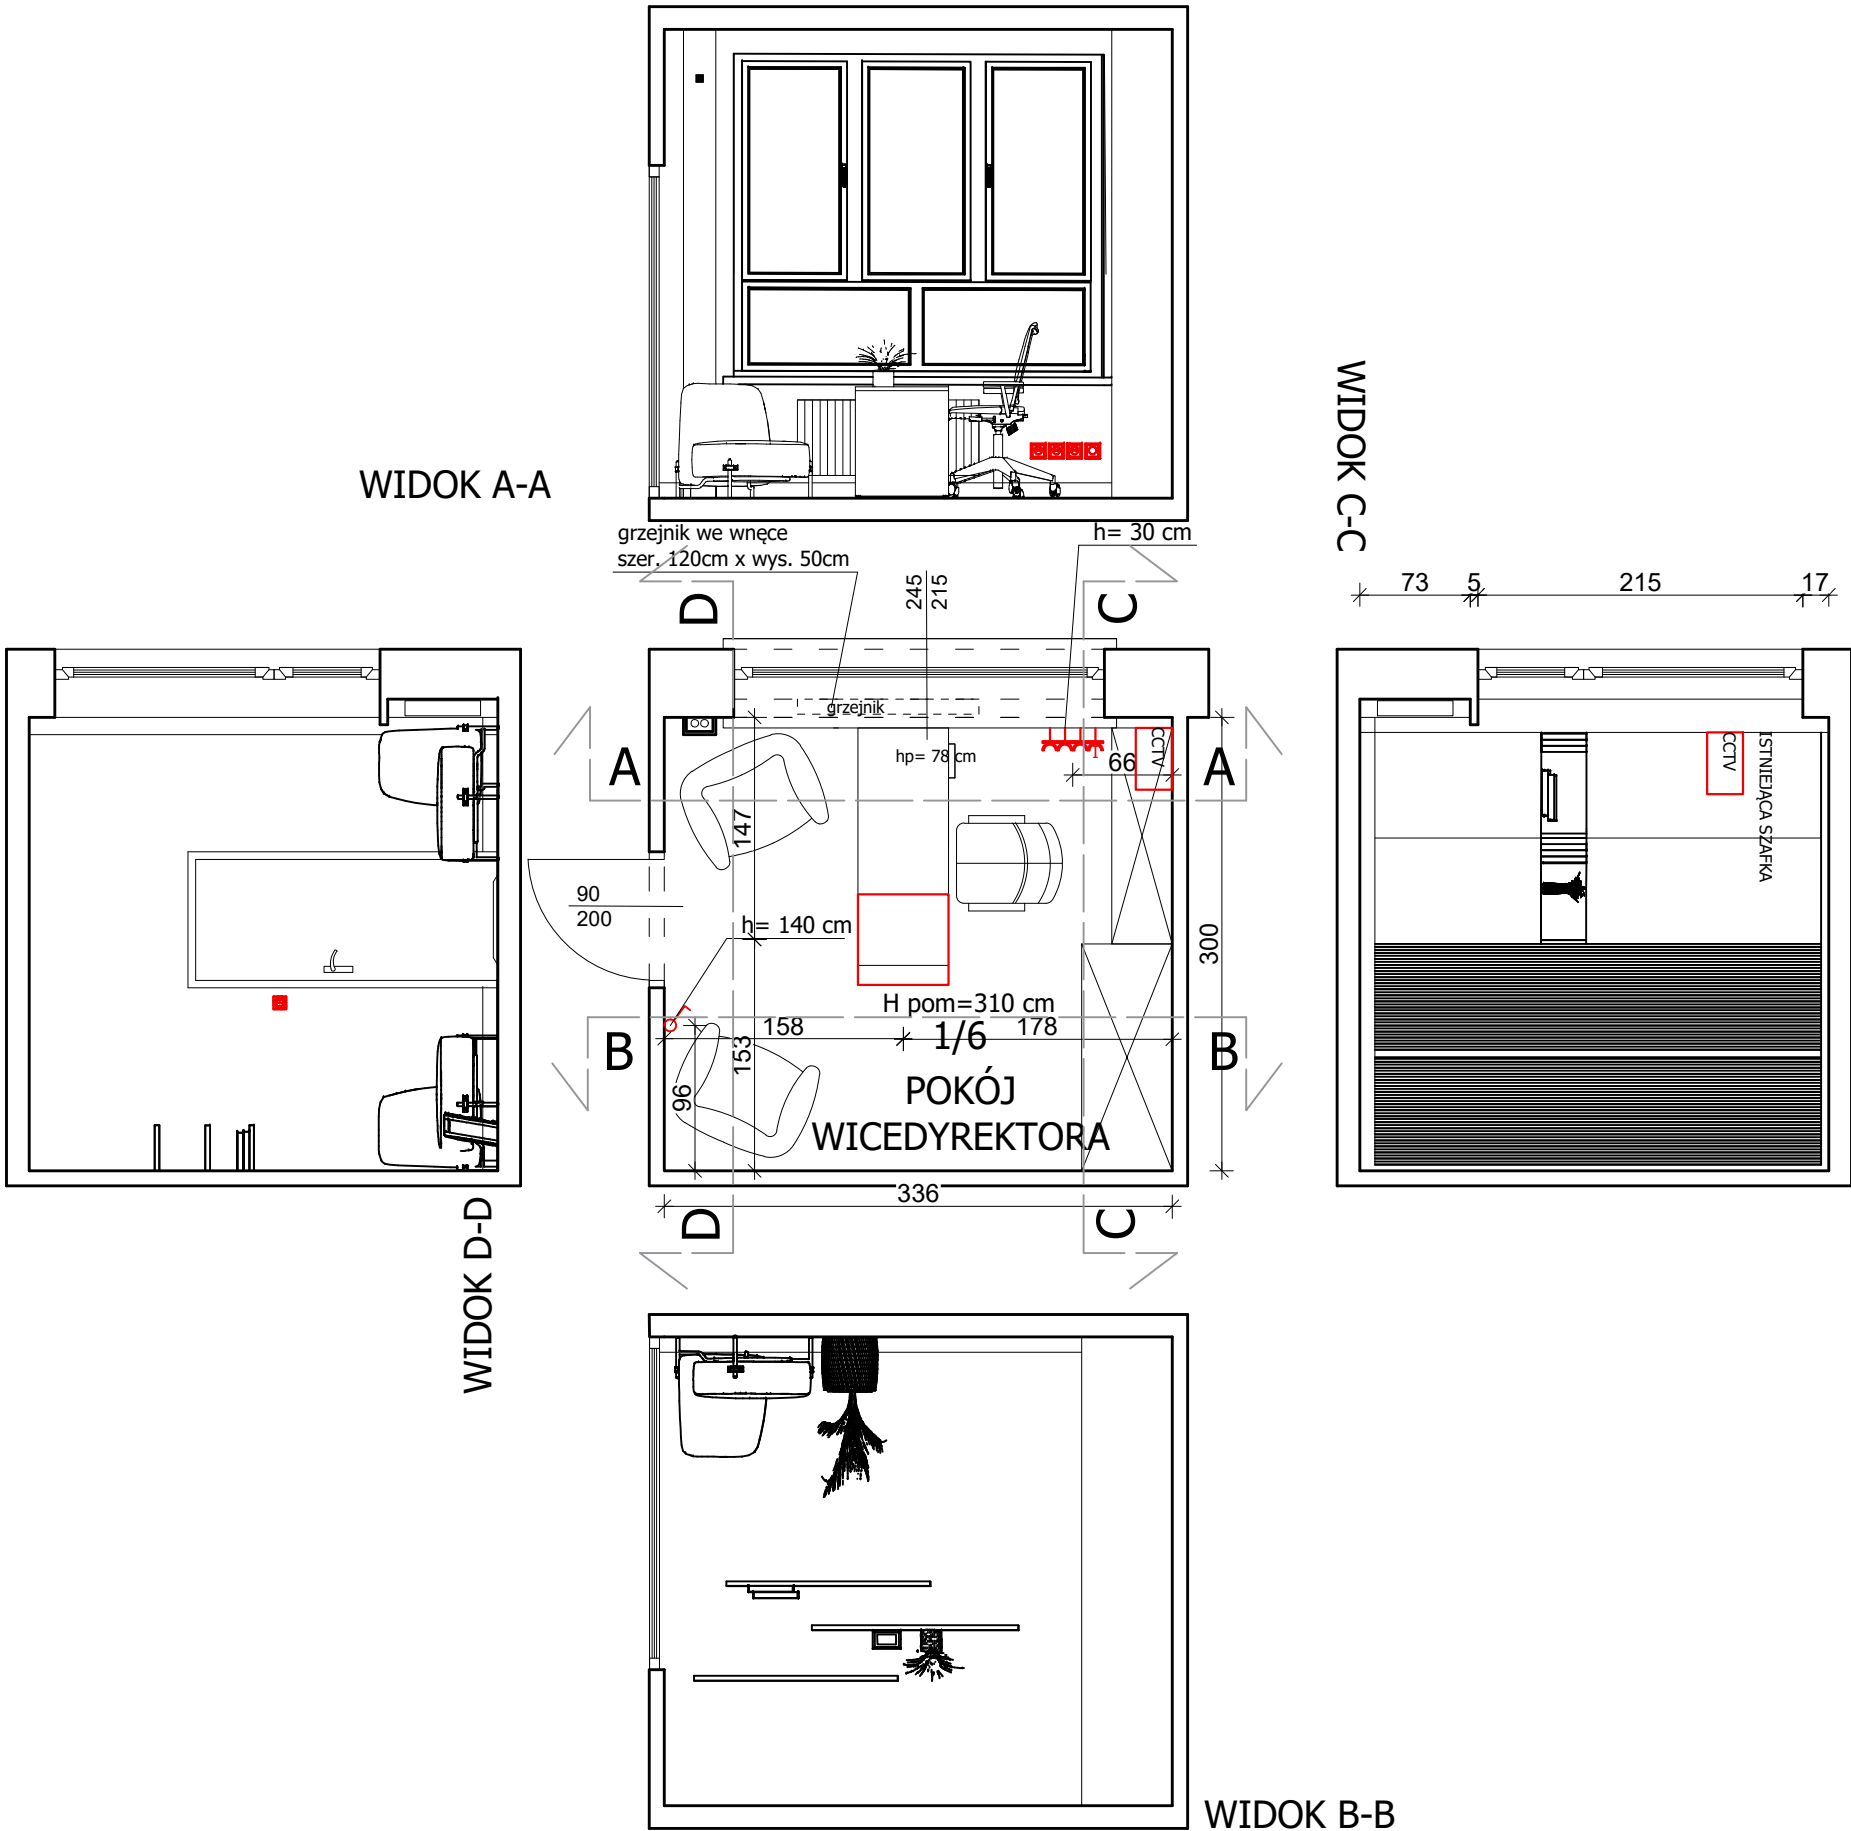 WIDOK A-A
WIDOK C-C
grzejnik we wnęce
szer. 120cm x wys. 50cm
h= 30 cm
245
215
D
C
73
5
215
17
grzejnik
hp= 78 cm
CCTV
66
A
A
147
CCTV
ISTNIEJĄCA SZAFKA
90
200
h= 140 cm
300
H pom=310 cm
158
1/6
178
B
B
153
96
POKÓJ
WICEDYREKTORA
336
D
C
WIDOK D-D
WIDOK B-B